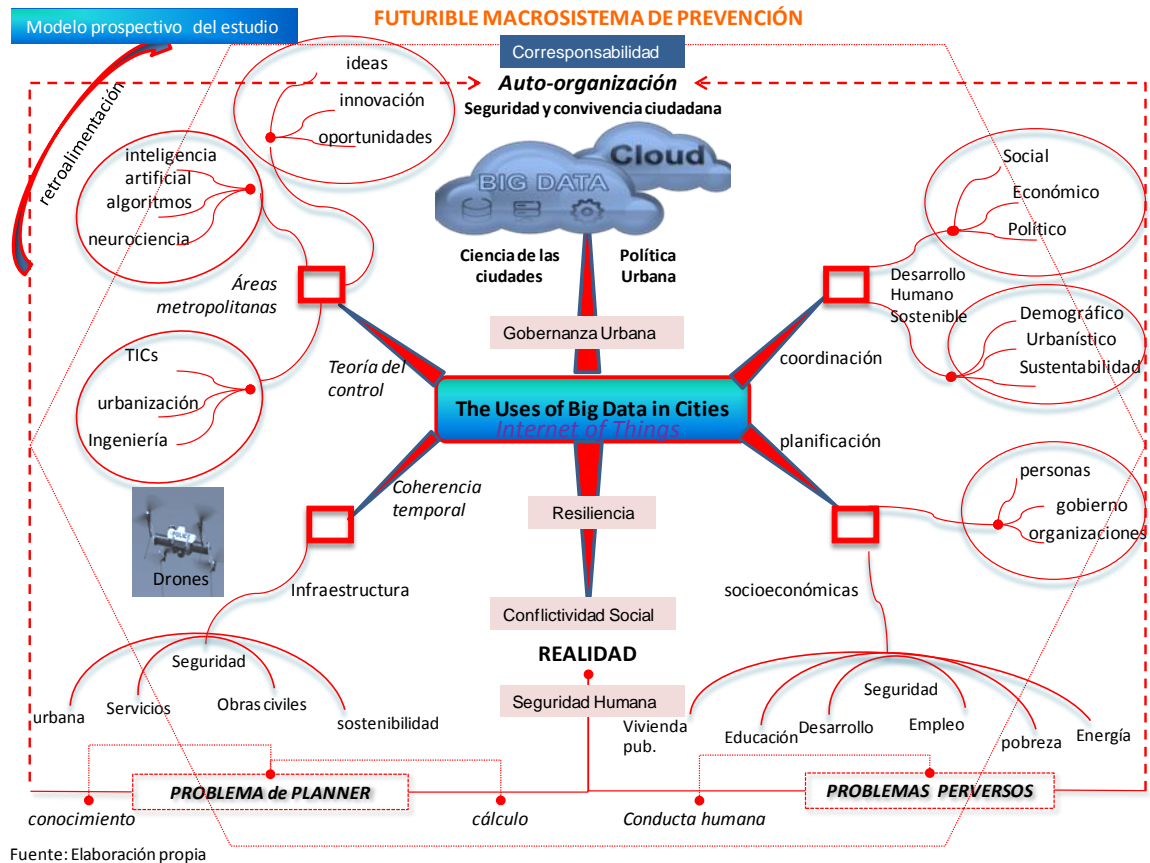 Modelo prospectivo del estudio
FUTURIBLE MACROSISTEMA DE PREVENCIÓN
Corresponsabilidad
Auto-organización
Seguridad y convivencia ciudadana
retroalimentación
ideas
innovación
oportunidades
inteligencia
artificial
algoritmos
neurociencia
Cloud
BIG DATA
Social
Económico
Político
Ciencia de las
ciudades
Política
Urbana
Áreas
metropolitanas
Desarrollo
Humano
Sostenible
Demográfico
Urbanístico
Sustentabilidad
Gobernanza Urbana
TICs
urbanización
Ingeniería
Teoría del
control
coordinación
The Uses of Big Data in Cities
Internet of Things
planificación
Coherencia
temporal
Resiliencia
personas
gobierno
organizaciones
POLICE
Drones
Infraestructura
socioeconómicas
Conflictividad Social
REALIDAD
Seguridad Humana
Seguridad
urbana
Servicios
Obras civiles
sostenibilidad
Seguridad
Vivienda
pub.
Educación
Desarrollo
Empleo
pobreza
Energía
PROBLEMA de PLANNER
PROBLEMAS PERVERSOS
conocimiento
cálculo
Conducta humana
Fuente: Elaboración propia